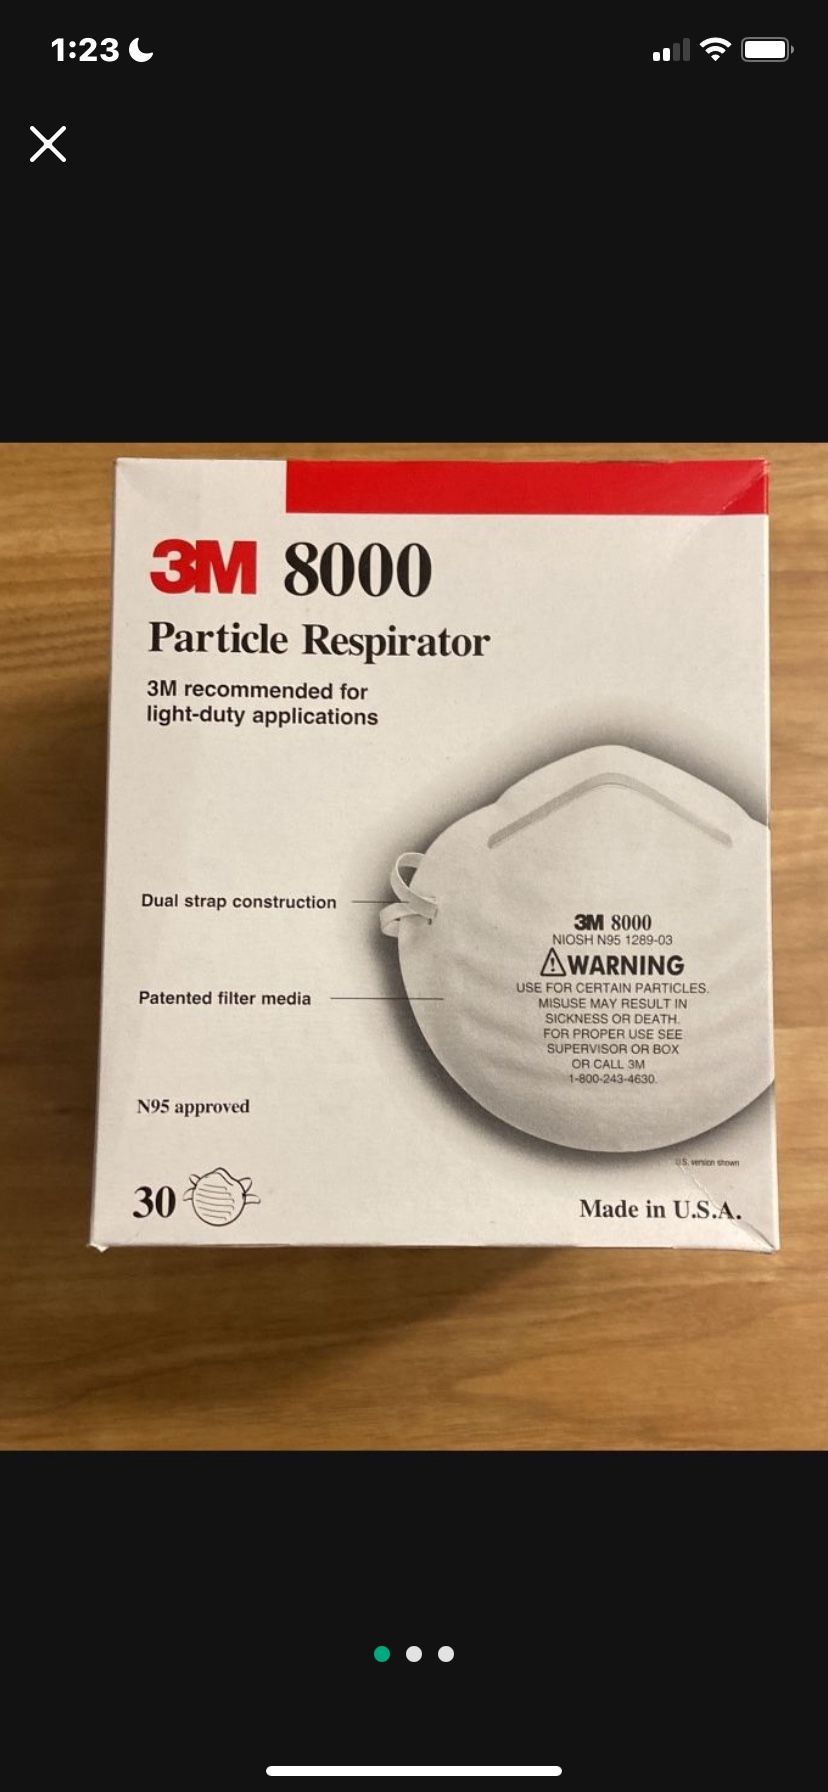 1:23
3M 8000
Particle Respirator
3M recommended for
light-duty applications
Dual strap construction
Patented filter media
3M 8000
NIOSH N95 1289-03
WARNING
USE FOR CERTAIN PARTICLES.
MISUSE MAY RESULT IN
SICKNESS OR DEATH.
FOR PROPER USE SEE
SUPERVISOR OR BOX
OR CALL 3M
1-800-243-4630.
N95 approved
U.S. version shown
30
Made in U.S.A.